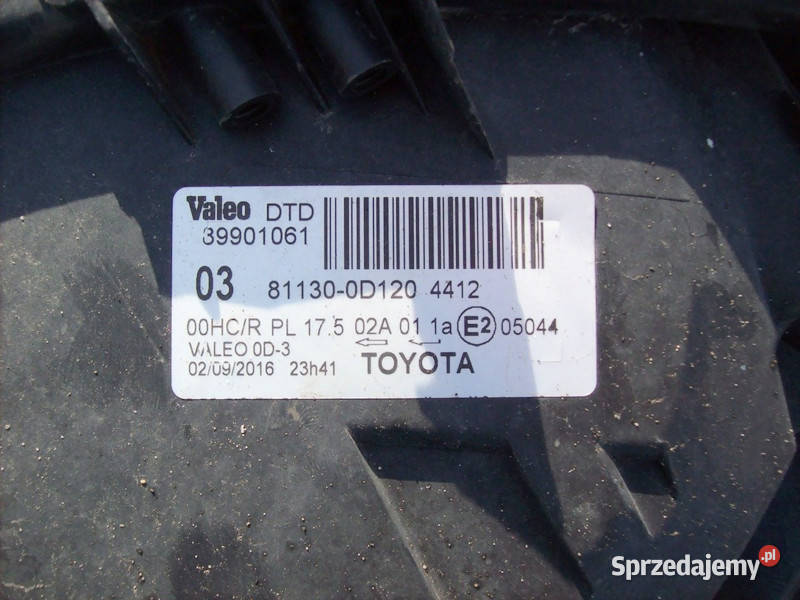 Valeo DTD
89901061
03 81130-0D120 4412
00HC/R PL 17.5 02A 01 1a E2 05044
VALEO 0D-3
02/09/2016 23h41 TOYOTA
Sprzedajemy.pl